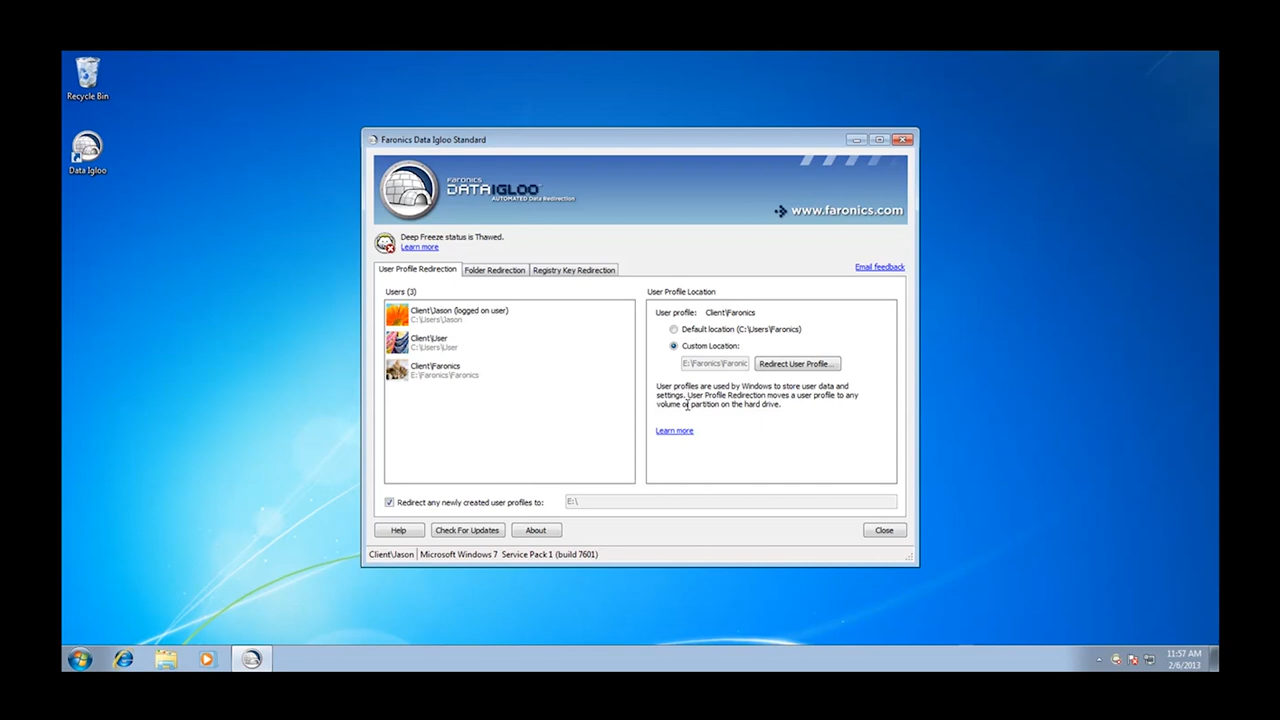 Recycle Bin
Data Igloo
Faronics Data Igloo Standard
FARONICS
DATAIGLOO
AUTOMATED Data Redirection
www.faronics.com
Deep Freeze status is Thawed.
Learn more
Email feedback
User Profile Redirection
Folder Redirection
Registry Key Redirection
Users (3)
Client\Jason (logged on user)
C:\Users\Jason
Client\User
C:\Users\User
Client\Faronics
E:\Faronics\Faronics
User Profile Location
User profile: Client\Faronics
Default location (C:\Users\Faronics)
Custom Location:
E:\Faronics\Faronic
Redirect User Profile...
User profiles are used by Windows to store user data and
settings. User Profile Redirection moves a user profile to any
volume or partition on the hard drive.
Learn more
Redirect any newly created user profiles to:
E:\
Help
Check For Updates
About
Close
Client\Jason
Microsoft Windows 7 Service Pack 1 (build 7601)
11:57 AM
2/6/2013